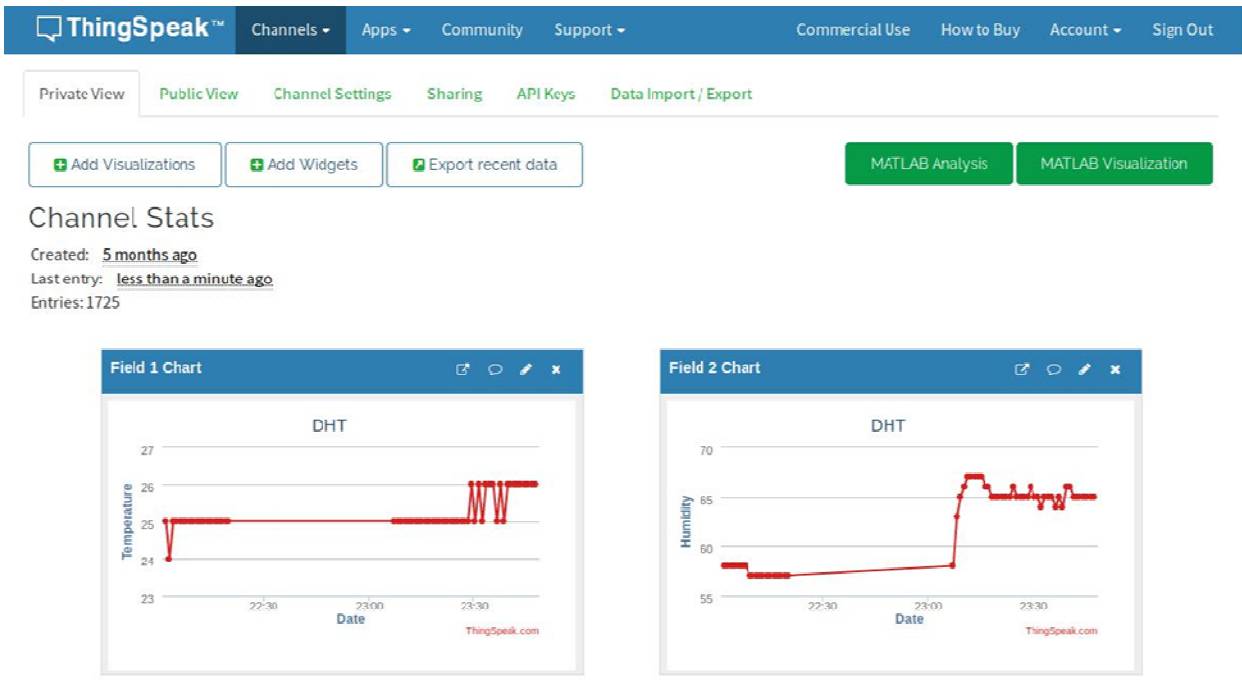 ThingSpeak™ Channels Apps Community Support Commercial Use How to Buy Account Sign Out
Private View Public View Channel Settings Sharing API Keys Data Import / Export
Add Visualizations Add Widgets Export recent data MATLAB Analysis MATLAB Visualization
Channel Stats
Created: 5 months ago
Last entry: less than a minute ago
Entries: 1725
Field 1 Chart
DHT
27
26
25
24
23
Temperature
22:30 23:00 23:30
Date
ThingSpeak.com
Field 2 Chart
DHT
70
65
60
55
Humidity
22:30 23:00 23:30
Date
ThingSpeak.com